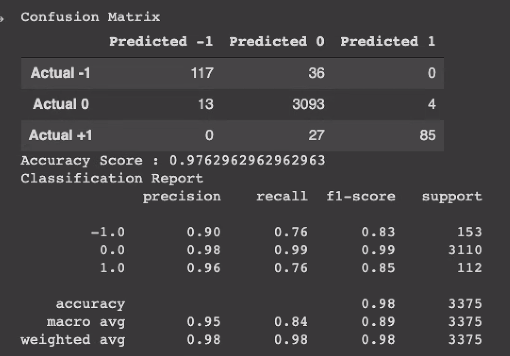 Confusion Matrix
Predicted -1 Predicted 0 Predicted 1
Actual -1 117 36 0
Actual 0 13 3093 4
Actual +1 0 27 85
Accuracy Score : 0.9762962962962963
Classification Report
precision recall f1-score support
-1.0 0.90 0.76 0.83 153
0.0 0.98 0.99 0.99 3110
1.0 0.96 0.76 0.85 112
accuracy 0.98 3375
macro avg 0.95 0.84 0.89 3375
weighted avg 0.98 0.98 0.98 3375